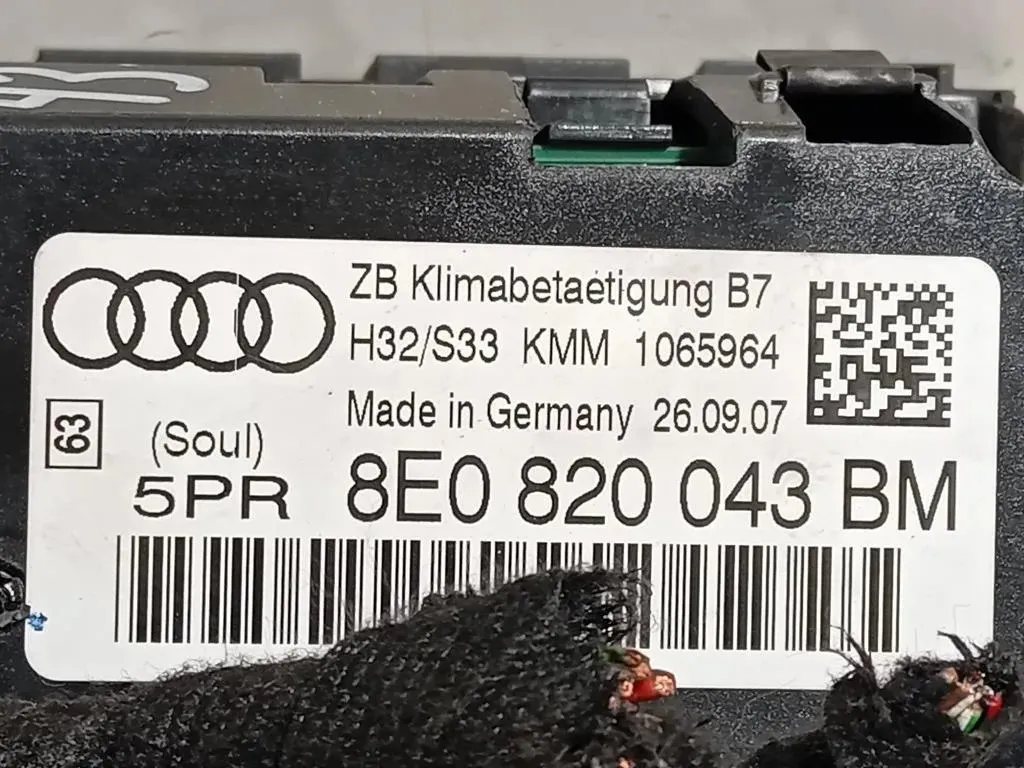 ZB Klimabetaetigung B7
H32/S33 KMM 1065964
Made in Germany 26.09.07
63
(Soul)
5PR 8E0 820 043 BM